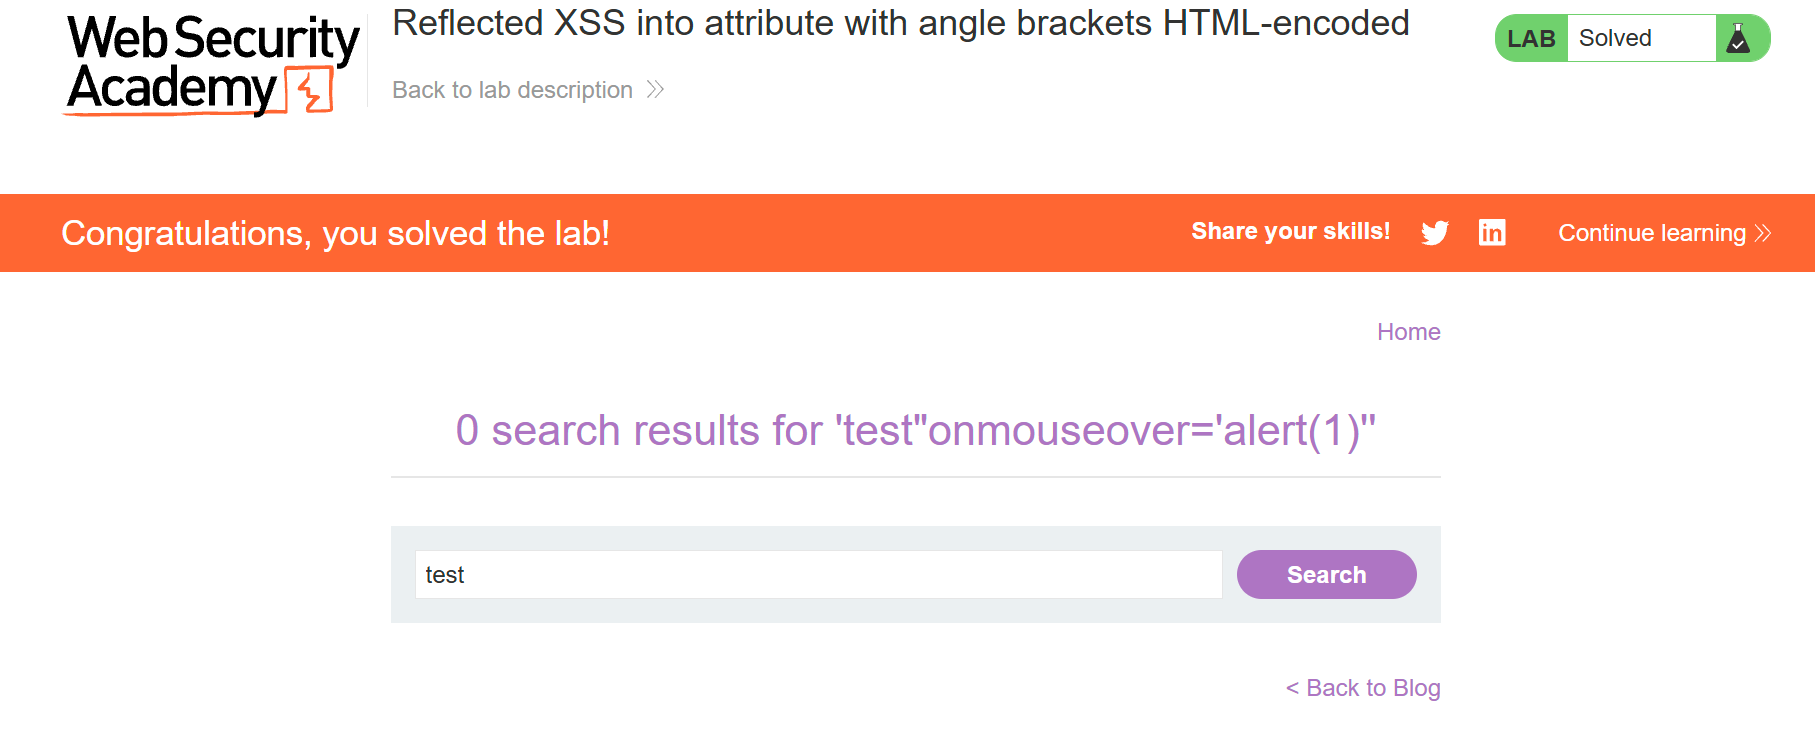 Web Security
Academy
Reflected XSS into attribute with angle brackets HTML-encoded
Back to lab description
LAB Solved
Congratulations, you solved the lab!
Share your skills!
in
Continue learning
Home
0 search results for 'test"onmouseover='alert(1)''
test
Search
< Back to Blog